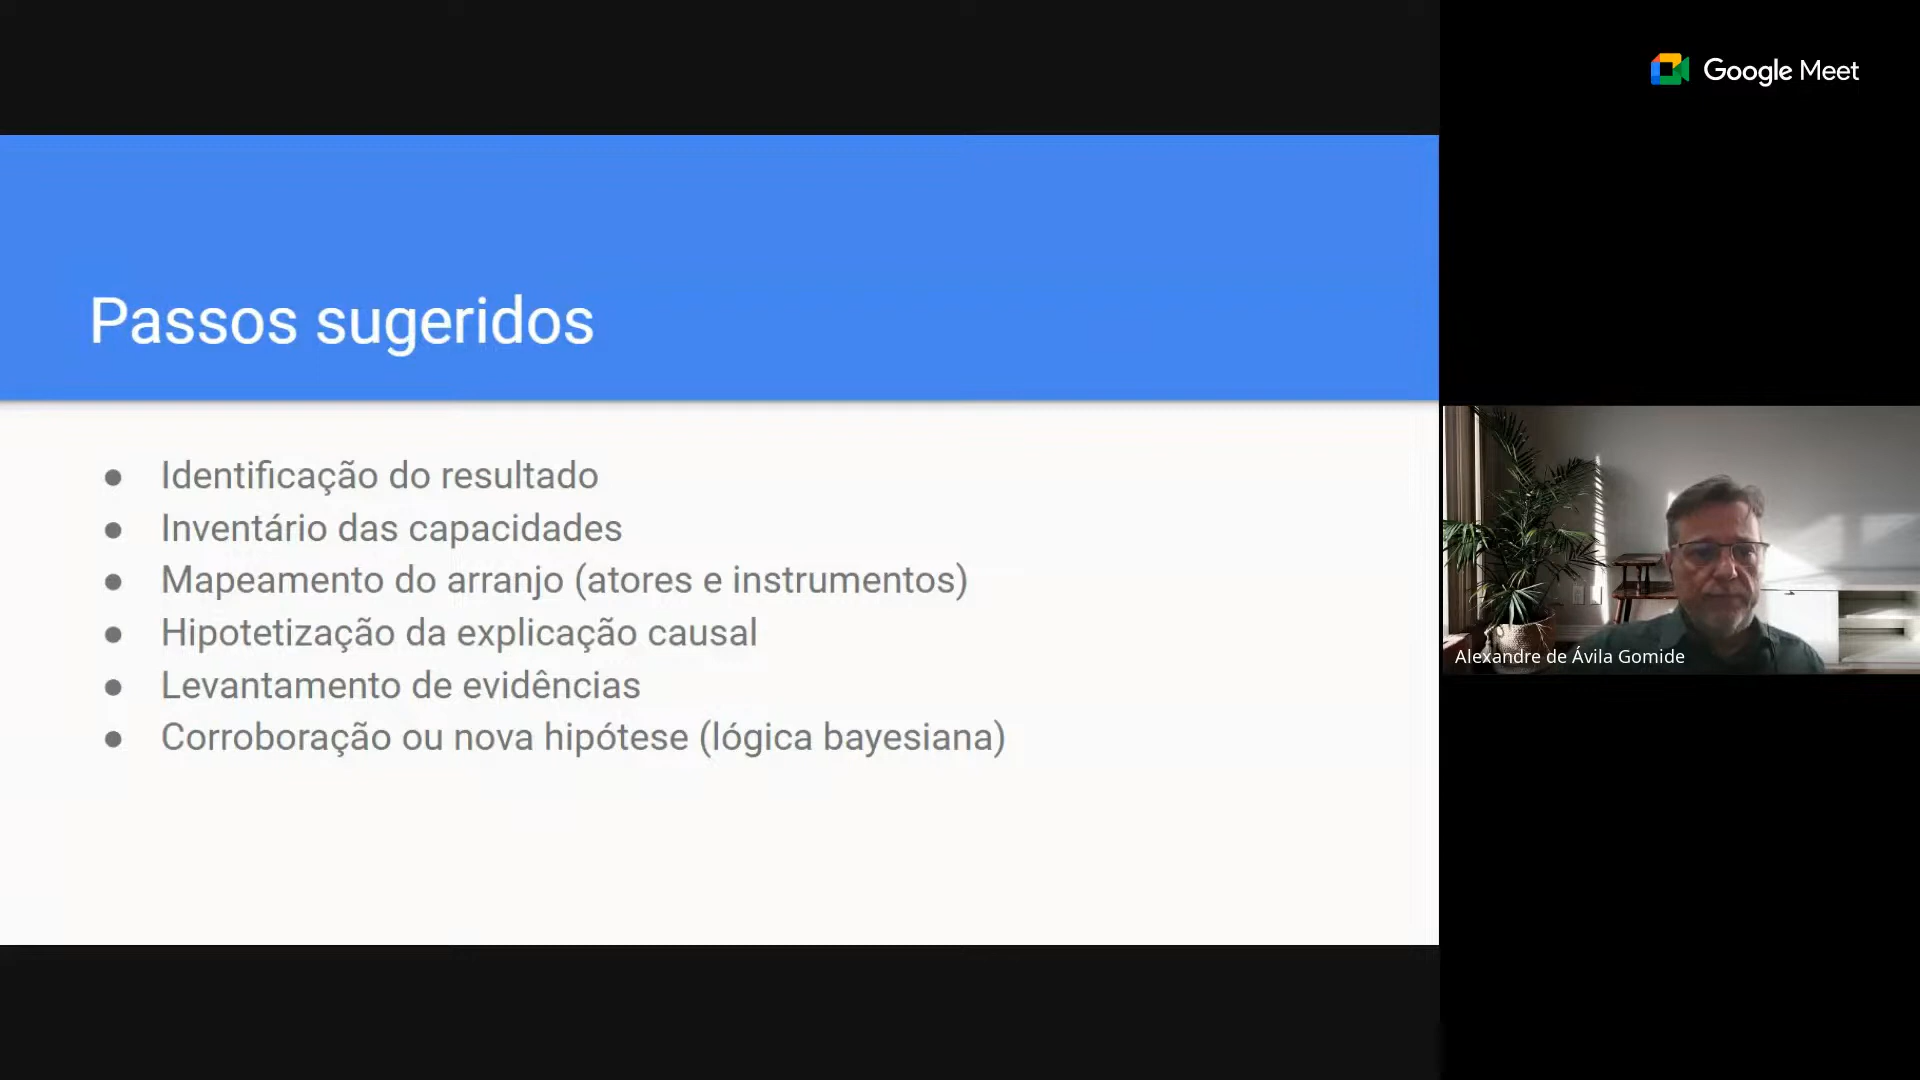 Google Meet
Passos sugeridos
● Identificação do resultado
● Inventário das capacidades
● Mapeamento do arranjo (atores e instrumentos)
● Hipotetização da explicação causal
● Levantamento de evidências
● Corroboração ou nova hipótese (lógica bayesiana)
Alexandre de Ávila Gomide